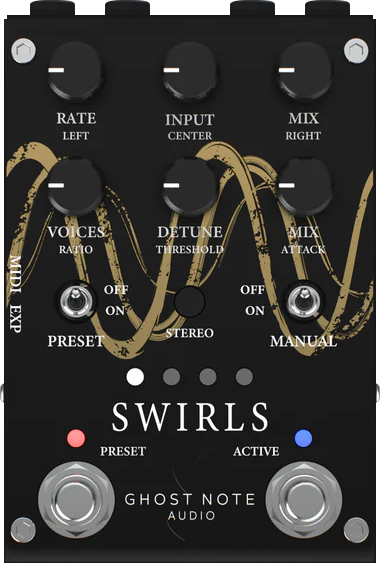 RATE INPUT MIX
LEFT CENTER RIGHT
VOICES DETUNE MIX
RATIO THRESHOLD ATTACK
MIDI EXP
OFF OFF
ON ON
STEREO
PRESET MANUAL
SWIRLS
PRESET ACTIVE
GHOST NOTE
AUDIO